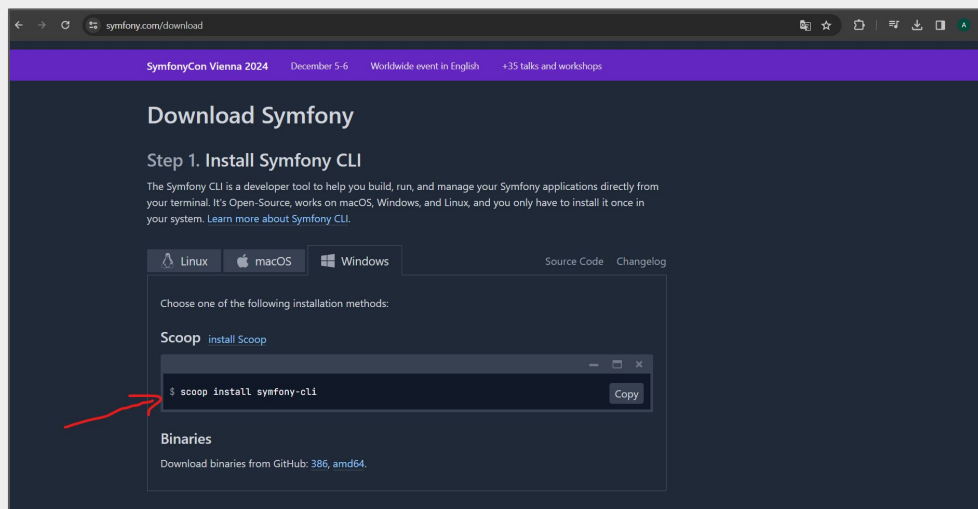 symfony.com/download
A
SymfonyCon Vienna 2024 December 5-6 Worldwide event in English +35 talks and workshops
Download Symfony
Step 1. Install Symfony CLI
The Symfony CLI is a developer tool to help you build, run, and manage your Symfony applications directly from
your terminal. It's Open-Source, works on macOS, Windows, and Linux, and you only have to install it once in
your system. Learn more about Symfony CLI.
Linux macOS Windows Source Code Changelog
Choose one of the following installation methods:
Scoop install Scoop
$ scoop install symfony-cli Copy
Binaries
Download binaries from GitHub: 386, amd64.